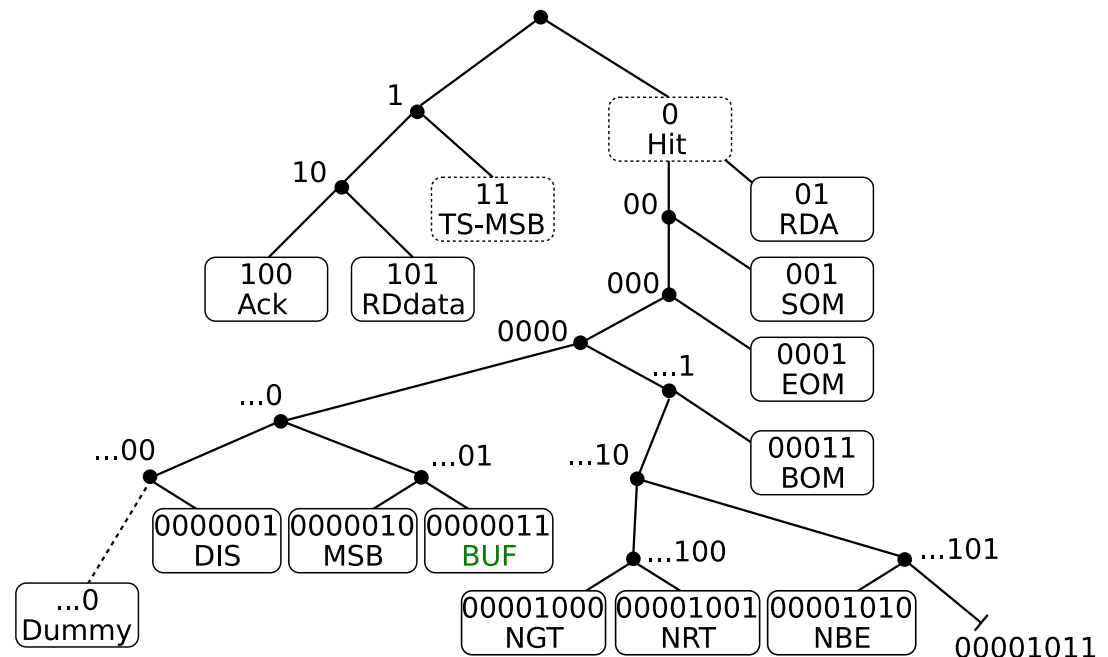 1
0
Hit
10
11
TS-MSB
00
01
RDA
100
Ack
101
RDdata
000
001
SOM
0000
0001
EOM
...1
...0
00011
BOM
...00
...01
...10
0000001
DIS
0000010
MSB
0000011
BUF
...100
...101
...0
Dummy
00001000
NGT
00001001
NRT
00001010
NBE
00001011